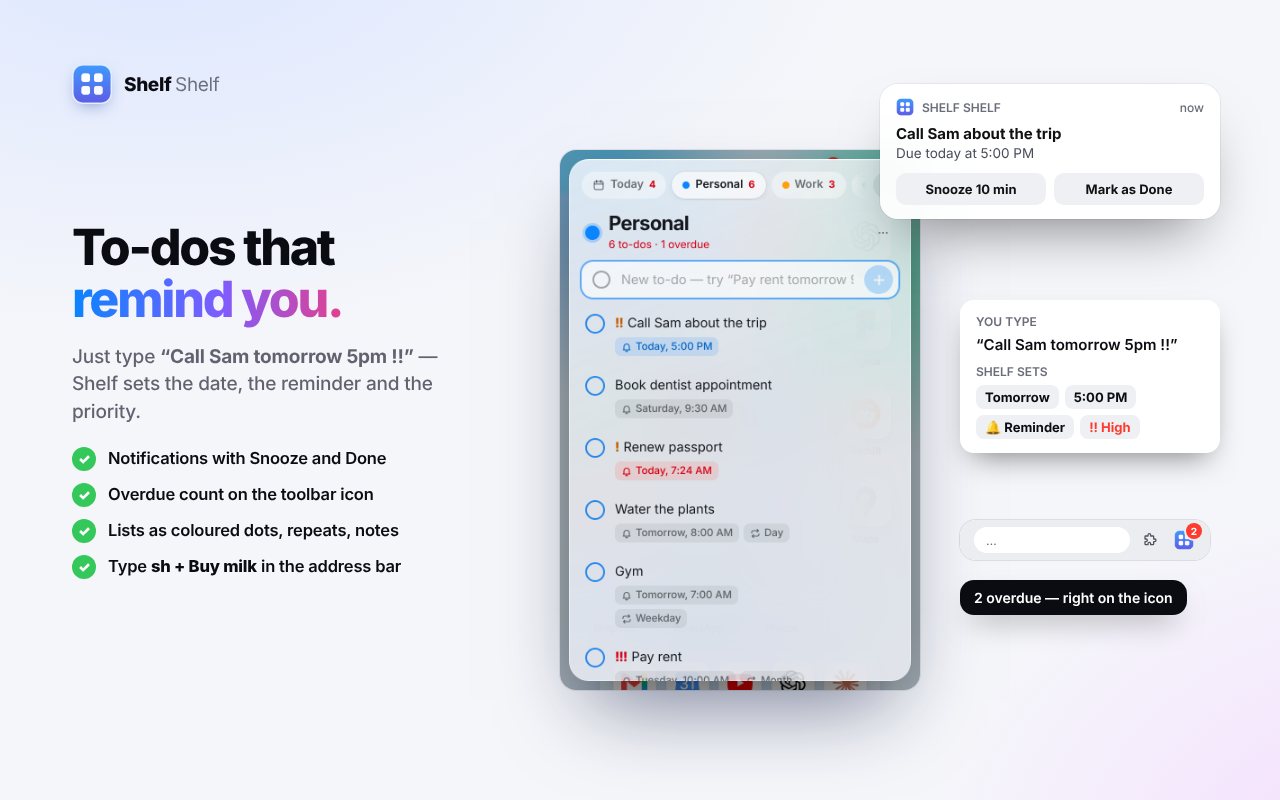 Shelf Shelf
To-dos that
remind you.
Just type “Call Sam tomorrow 5pm !!” —
Shelf sets the date, the reminder and the
priority.
Notifications with Snooze and Done
Overdue count on the toolbar icon
Lists as coloured dots, repeats, notes
Type sh + Buy milk in the address bar
Today 4 Personal 6 Work 3
Personal
6 to-dos · 1 overdue
New to-do — try “Pay rent tomorrow
!! Call Sam about the trip
Today, 5:00 PM
Book dentist appointment
Saturday, 9:30 AM
! Renew passport
Today, 7:24 AM
Water the plants
Tomorrow, 8:00 AM Day
Gym
Tomorrow, 7:00 AM
Weekday
!!! Pay rent
Tuesday, 10:00 AM Month
SHELF SHELF now
Call Sam about the trip
Due today at 5:00 PM
Snooze 10 min Mark as Done
YOU TYPE
“Call Sam tomorrow 5pm !!”
SHELF SETS
Tomorrow 5:00 PM
🔔 Reminder !! High
... 2
2 overdue — right on the icon